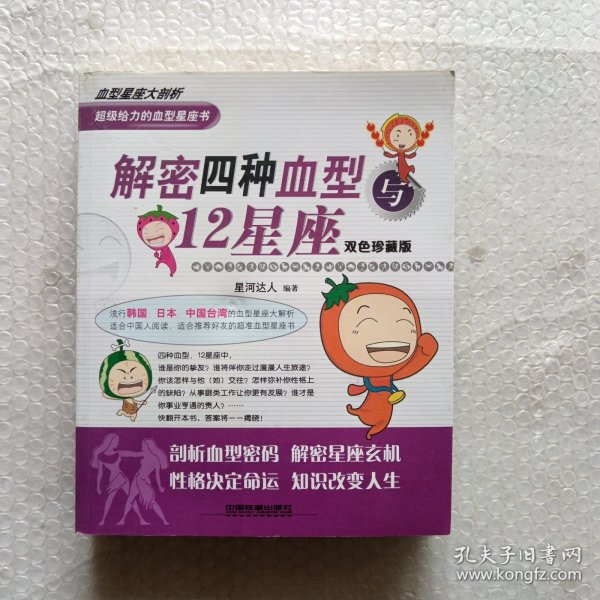 血型星座大剖析
超级给力的血型星座书
解密四种血型与
12星座 双色珍藏版
星河达人 编著
流行韩国 日本 中国台湾的血型星座大解析
适合中国人阅读、适合推荐好友的超准血型星座书
四种血型、12星座中，
谁是你的挚友？谁将伴你走过漫漫人生旅途？
你该怎样与他（她）交往？怎样弥补你性格上
的缺陷？从事哪类工作让你更有发展？谁才是
你事业亨通的贵人？……
快翻开本书，答案将一一揭晓！
剖析血型密码 解密星座玄机
性格决定命运 知识改变人生
中国铁道出版社
孔夫子旧书网
www.kongfz.com